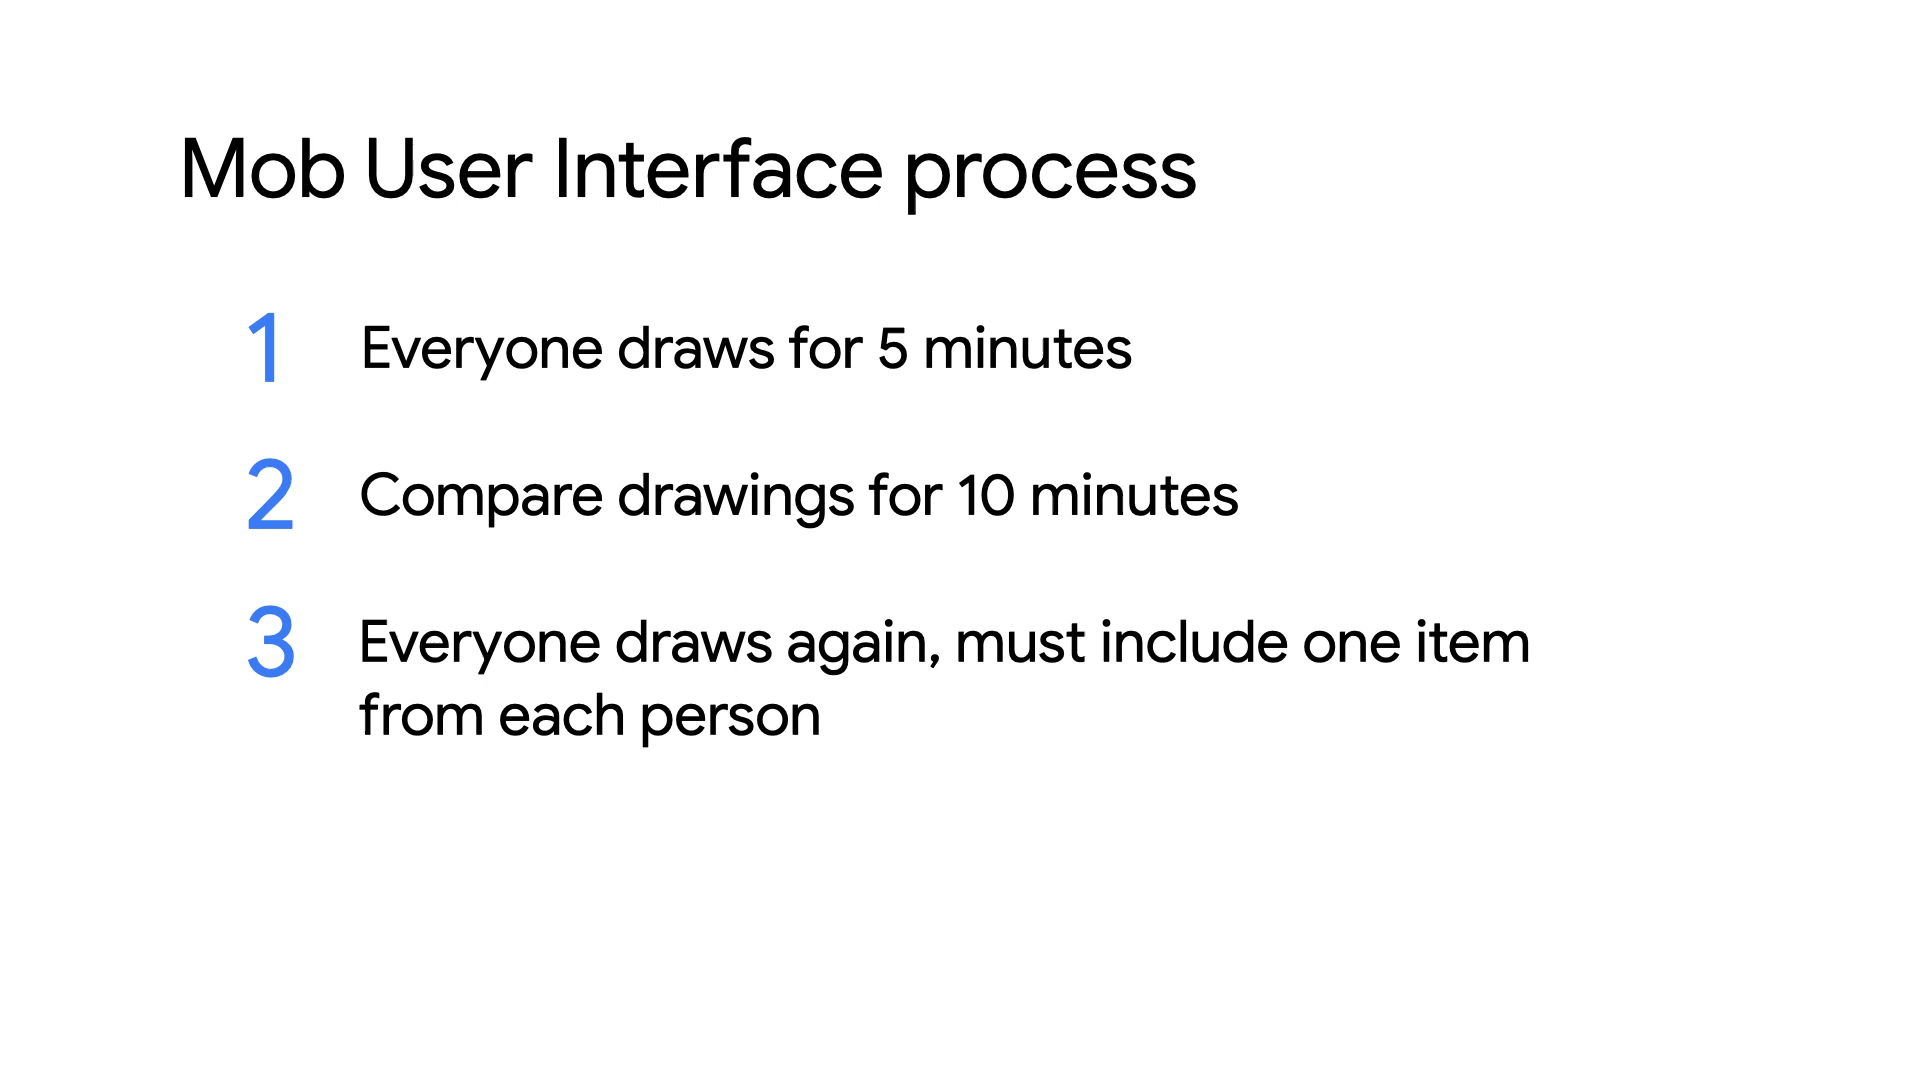 Mob User Interface process
1 Everyone draws for 5 minutes
2 Compare drawings for 10 minutes
3 Everyone draws again, must include one item
from each person